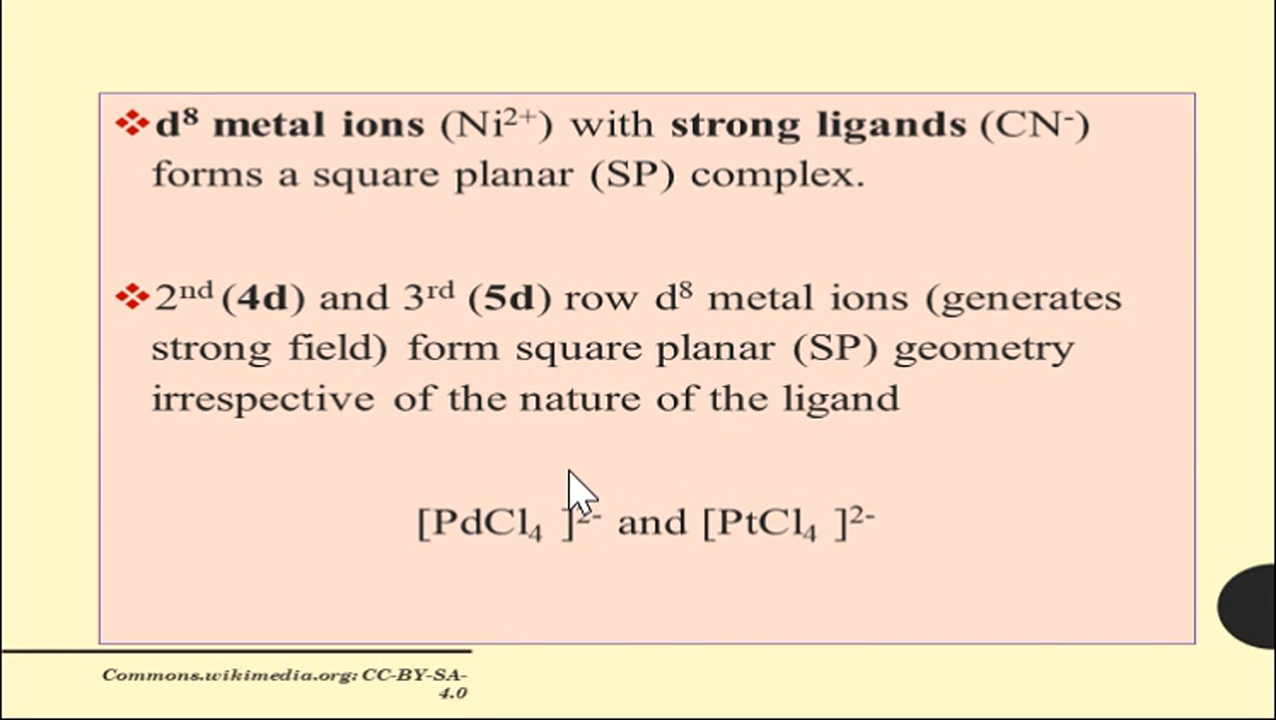 ❖d⁸ metal ions (Ni²⁺) with strong ligands (CN⁻)
forms a square planar (SP) complex.
❖2ⁿᵈ (4d) and 3ʳᵈ (5d) row d⁸ metal ions (generates
strong field) form square planar (SP) geometry
irrespective of the nature of the ligand
[PdCl₄ ]²⁻ and [PtCl₄ ]²⁻
Commons.wikimedia.org: CC-BY-SA-
4.0